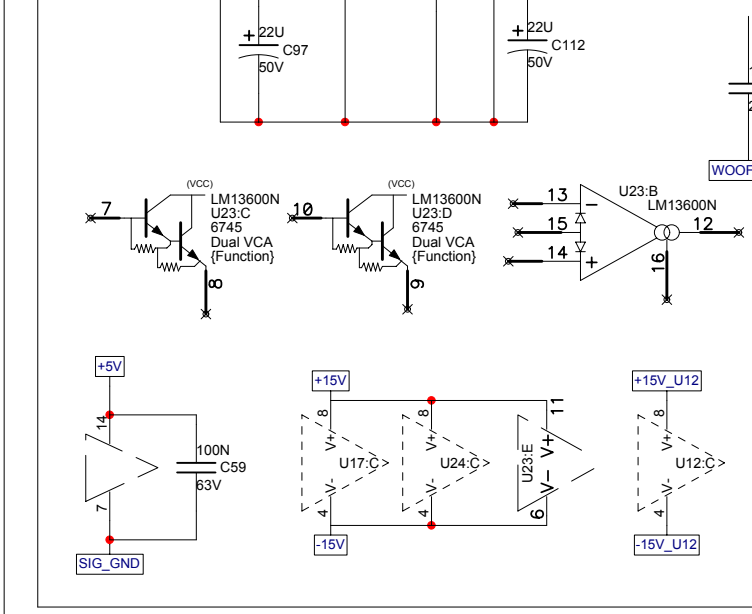 + 22U
C97
50V
+ 22U
C112
50V
WOOF
(VCC)
7
LM13600N
U23:C
6745
Dual VCA
{Function}
8
(VCC)
10
LM13600N
U23:D
6745
Dual VCA
{Function}
9
U23:B
LM13600N
13
15
14
12
16
+5V
14
7
100N
C59
63V
SIG_GND
+15V
8
V+
U17:C
V-
4
8
V+
U24:C
V-
4
11
V+
U23:E
V-
6
-15V
+15V_U12
8
V+
U12:C
V-
4
-15V_U12